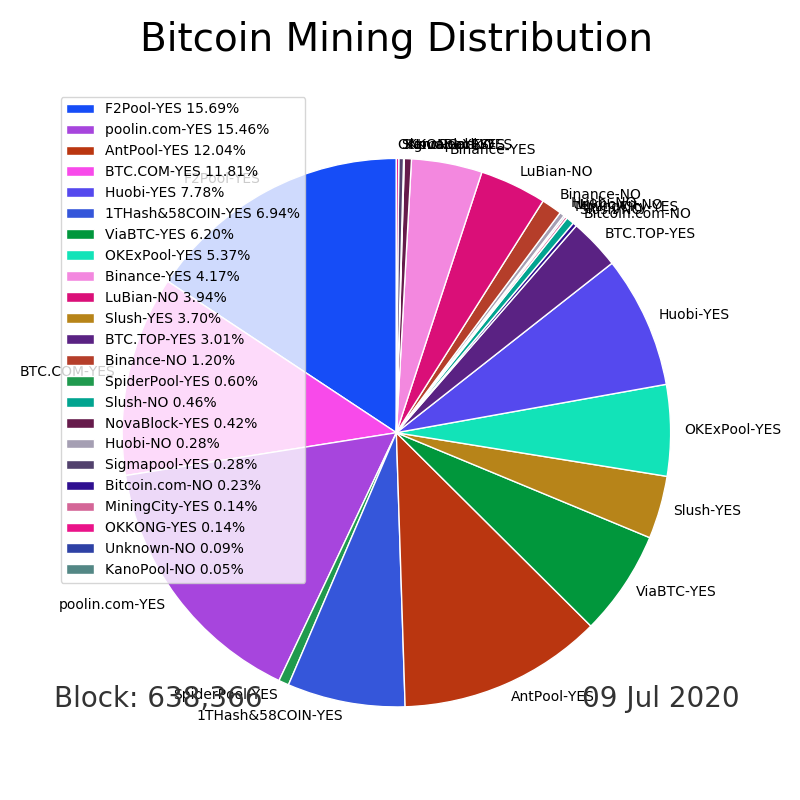 Bitcoin Mining Distribution
F2Pool-YES 15.69%
poolin.com-YES 15.46%
AntPool-YES 12.04%
BTC.COM-YES 11.81%
Huobi-YES 7.78%
1THash&58COIN-YES 6.94%
ViaBTC-YES 6.20%
OKExPool-YES 5.37%
Binance-YES 4.17%
LuBian-NO 3.94%
Slush-YES 3.70%
BTC.TOP-YES 3.01%
Binance-NO 1.20%
SpiderPool-YES 0.60%
Slush-NO 0.46%
NovaBlock-YES 0.42%
Huobi-NO 0.28%
Sigmapool-YES 0.28%
Bitcoin.com-NO 0.23%
MiningCity-YES 0.14%
OKKONG-YES 0.14%
Unknown-NO 0.09%
KanoPool-NO 0.05%
Binance-YES
LuBian-NO
Binance-NO
Bitcoin.com-NO
BTC.TOP-YES
Huobi-YES
OKExPool-YES
Slush-YES
ViaBTC-YES
AntPool-YES
1THash&58COIN-YES
SpiderPool-YES
poolin.com-YES
BTC.COM-YES
F2Pool-YES
Block: 638,366
09 Jul 2020